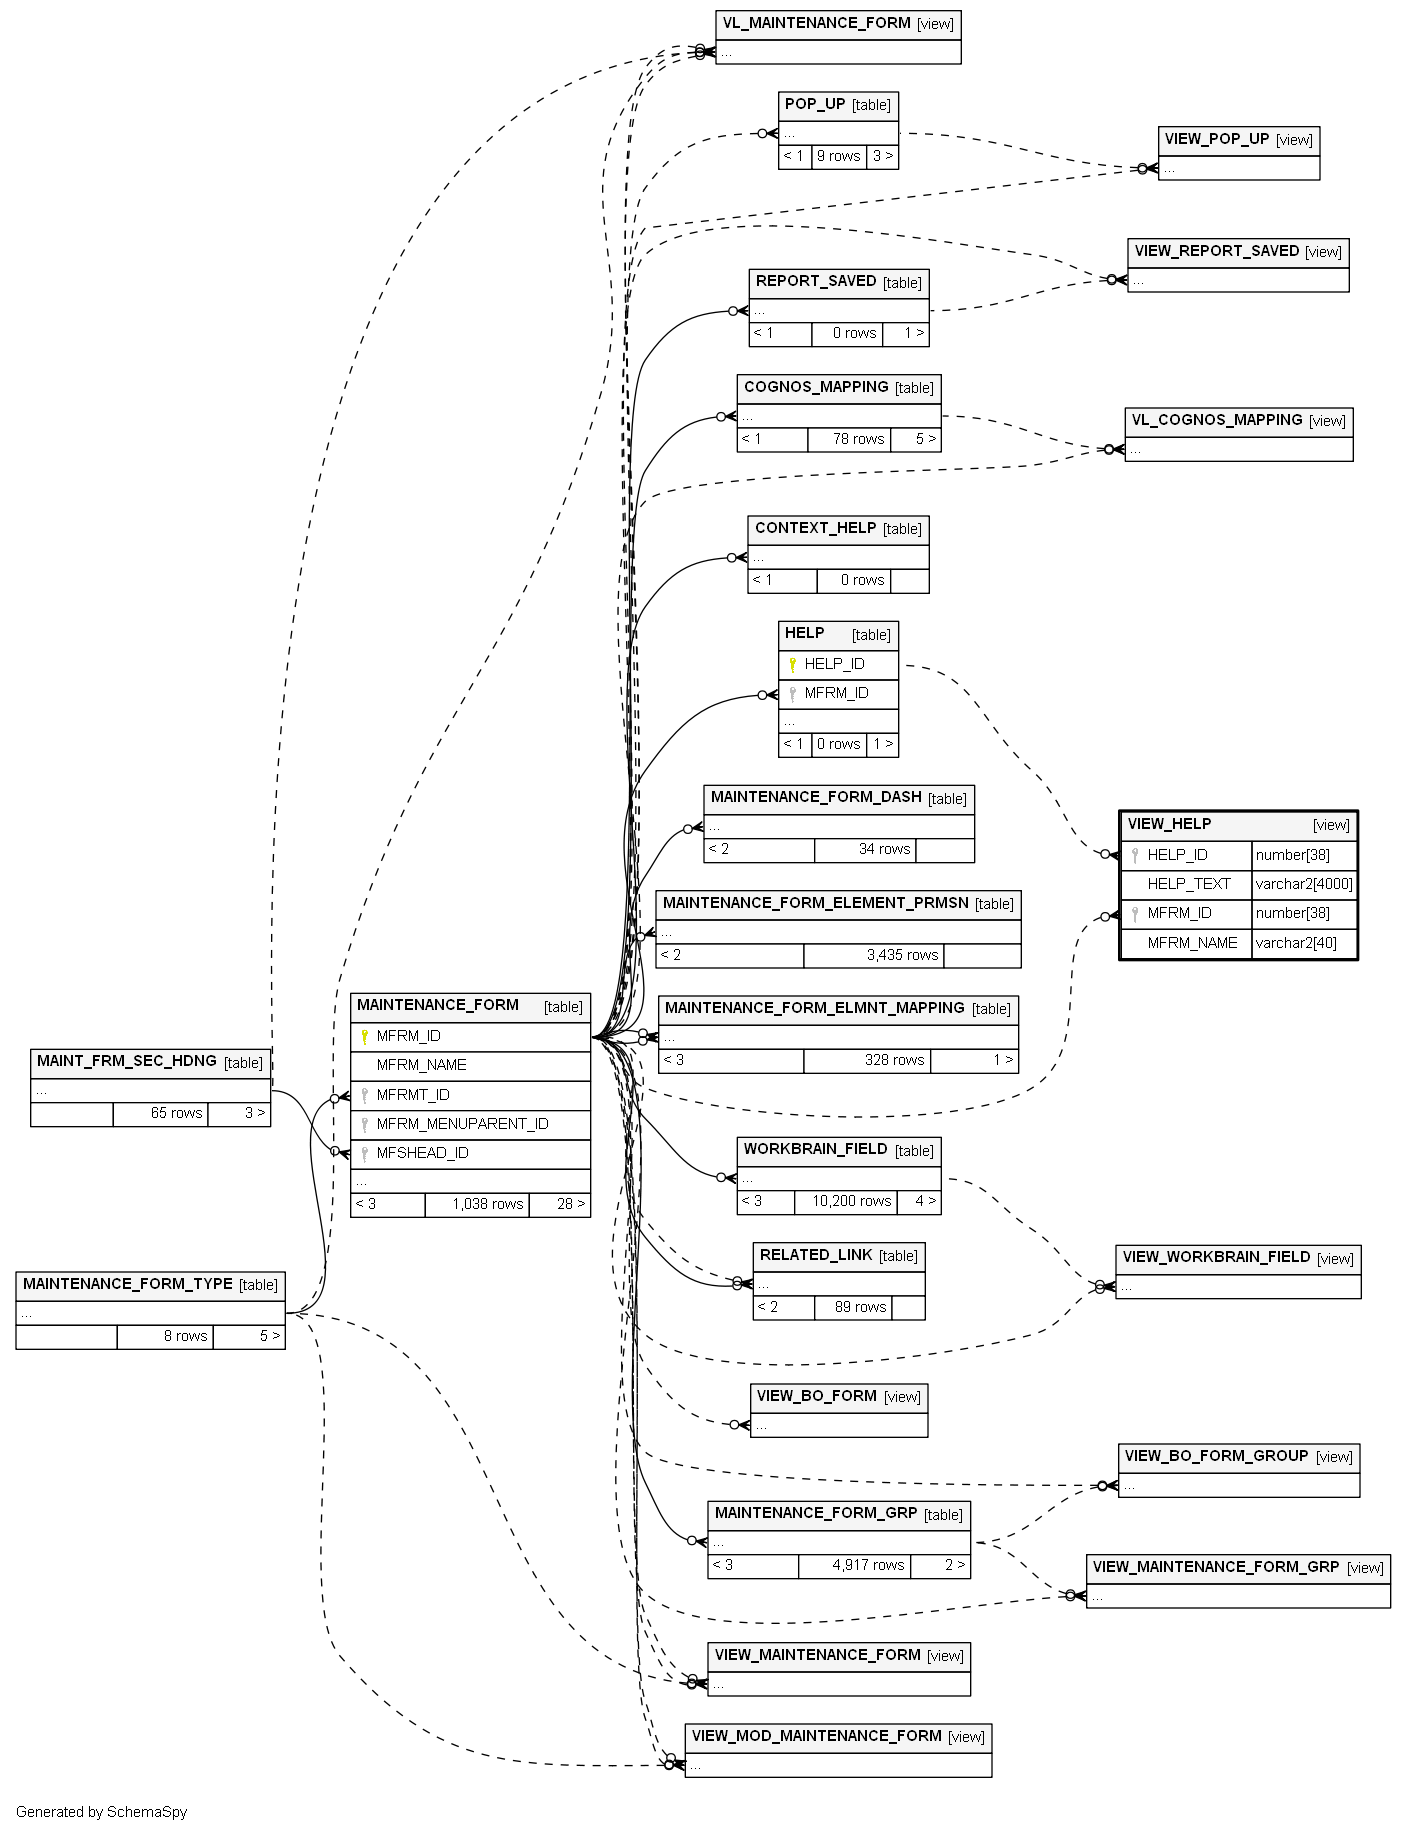 VL_MAINTENANCE_FORM [view]
...
POP_UP [table]
...
< 1 9 rows 3 >
VIEW_POP_UP [view]
...
VIEW_REPORT_SAVED [view]
...
REPORT_SAVED [table]
...
< 1 0 rows 1 >
COGNOS_MAPPING [table]
...
< 1 78 rows 5 >
VL_COGNOS_MAPPING [view]
...
CONTEXT_HELP [table]
...
< 1 0 rows
HELP [table]
HELP_ID
MFRM_ID
...
< 1 0 rows 1 >
MAINTENANCE_FORM_DASH [table]
...
< 2 34 rows
VIEW_HELP [view]
HELP_ID number[38]
HELP_TEXT varchar2[4000]
MFRM_ID number[38]
MFRM_NAME varchar2[40]
MAINTENANCE_FORM_ELEMENT_PRMSN [table]
...
< 2 3,435 rows
MAINTENANCE_FORM [table]
MFRM_ID
MFRM_NAME
MFRMT_ID
MFRM_MENUPARENT_ID
MFSHEAD_ID
...
< 3 1,038 rows 28 >
MAINTENANCE_FORM_ELMNT_MAPPING [table]
...
< 3 328 rows 1 >
MAINT_FRM_SEC_HDNG [table]
...
65 rows 3 >
WORKBRAIN_FIELD [table]
...
< 3 10,200 rows 4 >
RELATED_LINK [table]
...
< 2 89 rows
VIEW_WORKBRAIN_FIELD [view]
...
MAINTENANCE_FORM_TYPE [table]
...
8 rows 5 >
VIEW_BO_FORM [view]
...
VIEW_BO_FORM_GROUP [view]
...
MAINTENANCE_FORM_GRP [table]
...
< 3 4,917 rows 2 >
VIEW_MAINTENANCE_FORM_GRP [view]
...
VIEW_MAINTENANCE_FORM [view]
...
VIEW_MOD_MAINTENANCE_FORM [view]
...
Generated by SchemaSpy